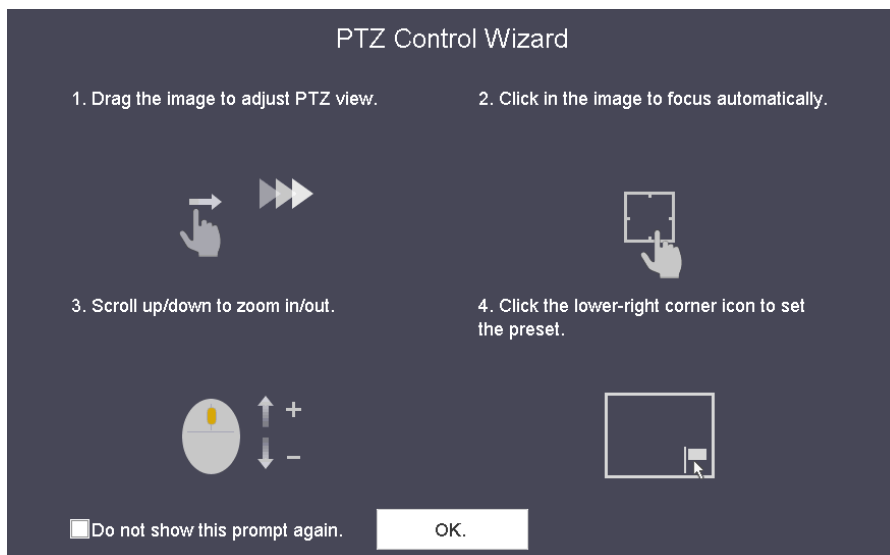 PTZ Control Wizard
1. Drag the image to adjust PTZ view.
2. Click in the image to focus automatically.
3. Scroll up/down to zoom in/out.
4. Click the lower-right corner icon to set
the preset.
Do not show this prompt again.
OK.